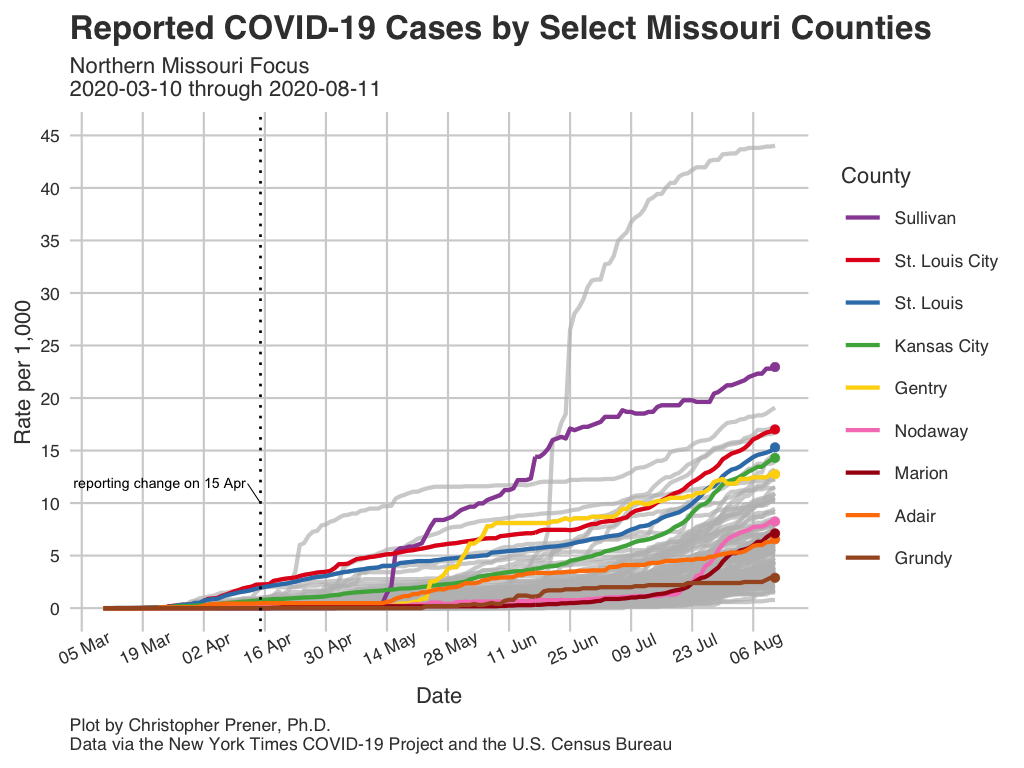 Reported COVID-19 Cases by Select Missouri Counties
Northern Missouri Focus
2020-03-10 through 2020-08-11
Rate per 1,000
45
40
35
30
25
20
15
10
5
0
reporting change on 15 Apr
05 Mar
19 Mar
02 Apr
16 Apr
30 Apr
14 May
28 May
11 Jun
25 Jun
09 Jul
23 Jul
06 Aug
Date
County
Sullivan
St. Louis City
St. Louis
Kansas City
Gentry
Nodaway
Marion
Adair
Grundy
Plot by Christopher Prener, Ph.D.
Data via the New York Times COVID-19 Project and the U.S. Census Bureau